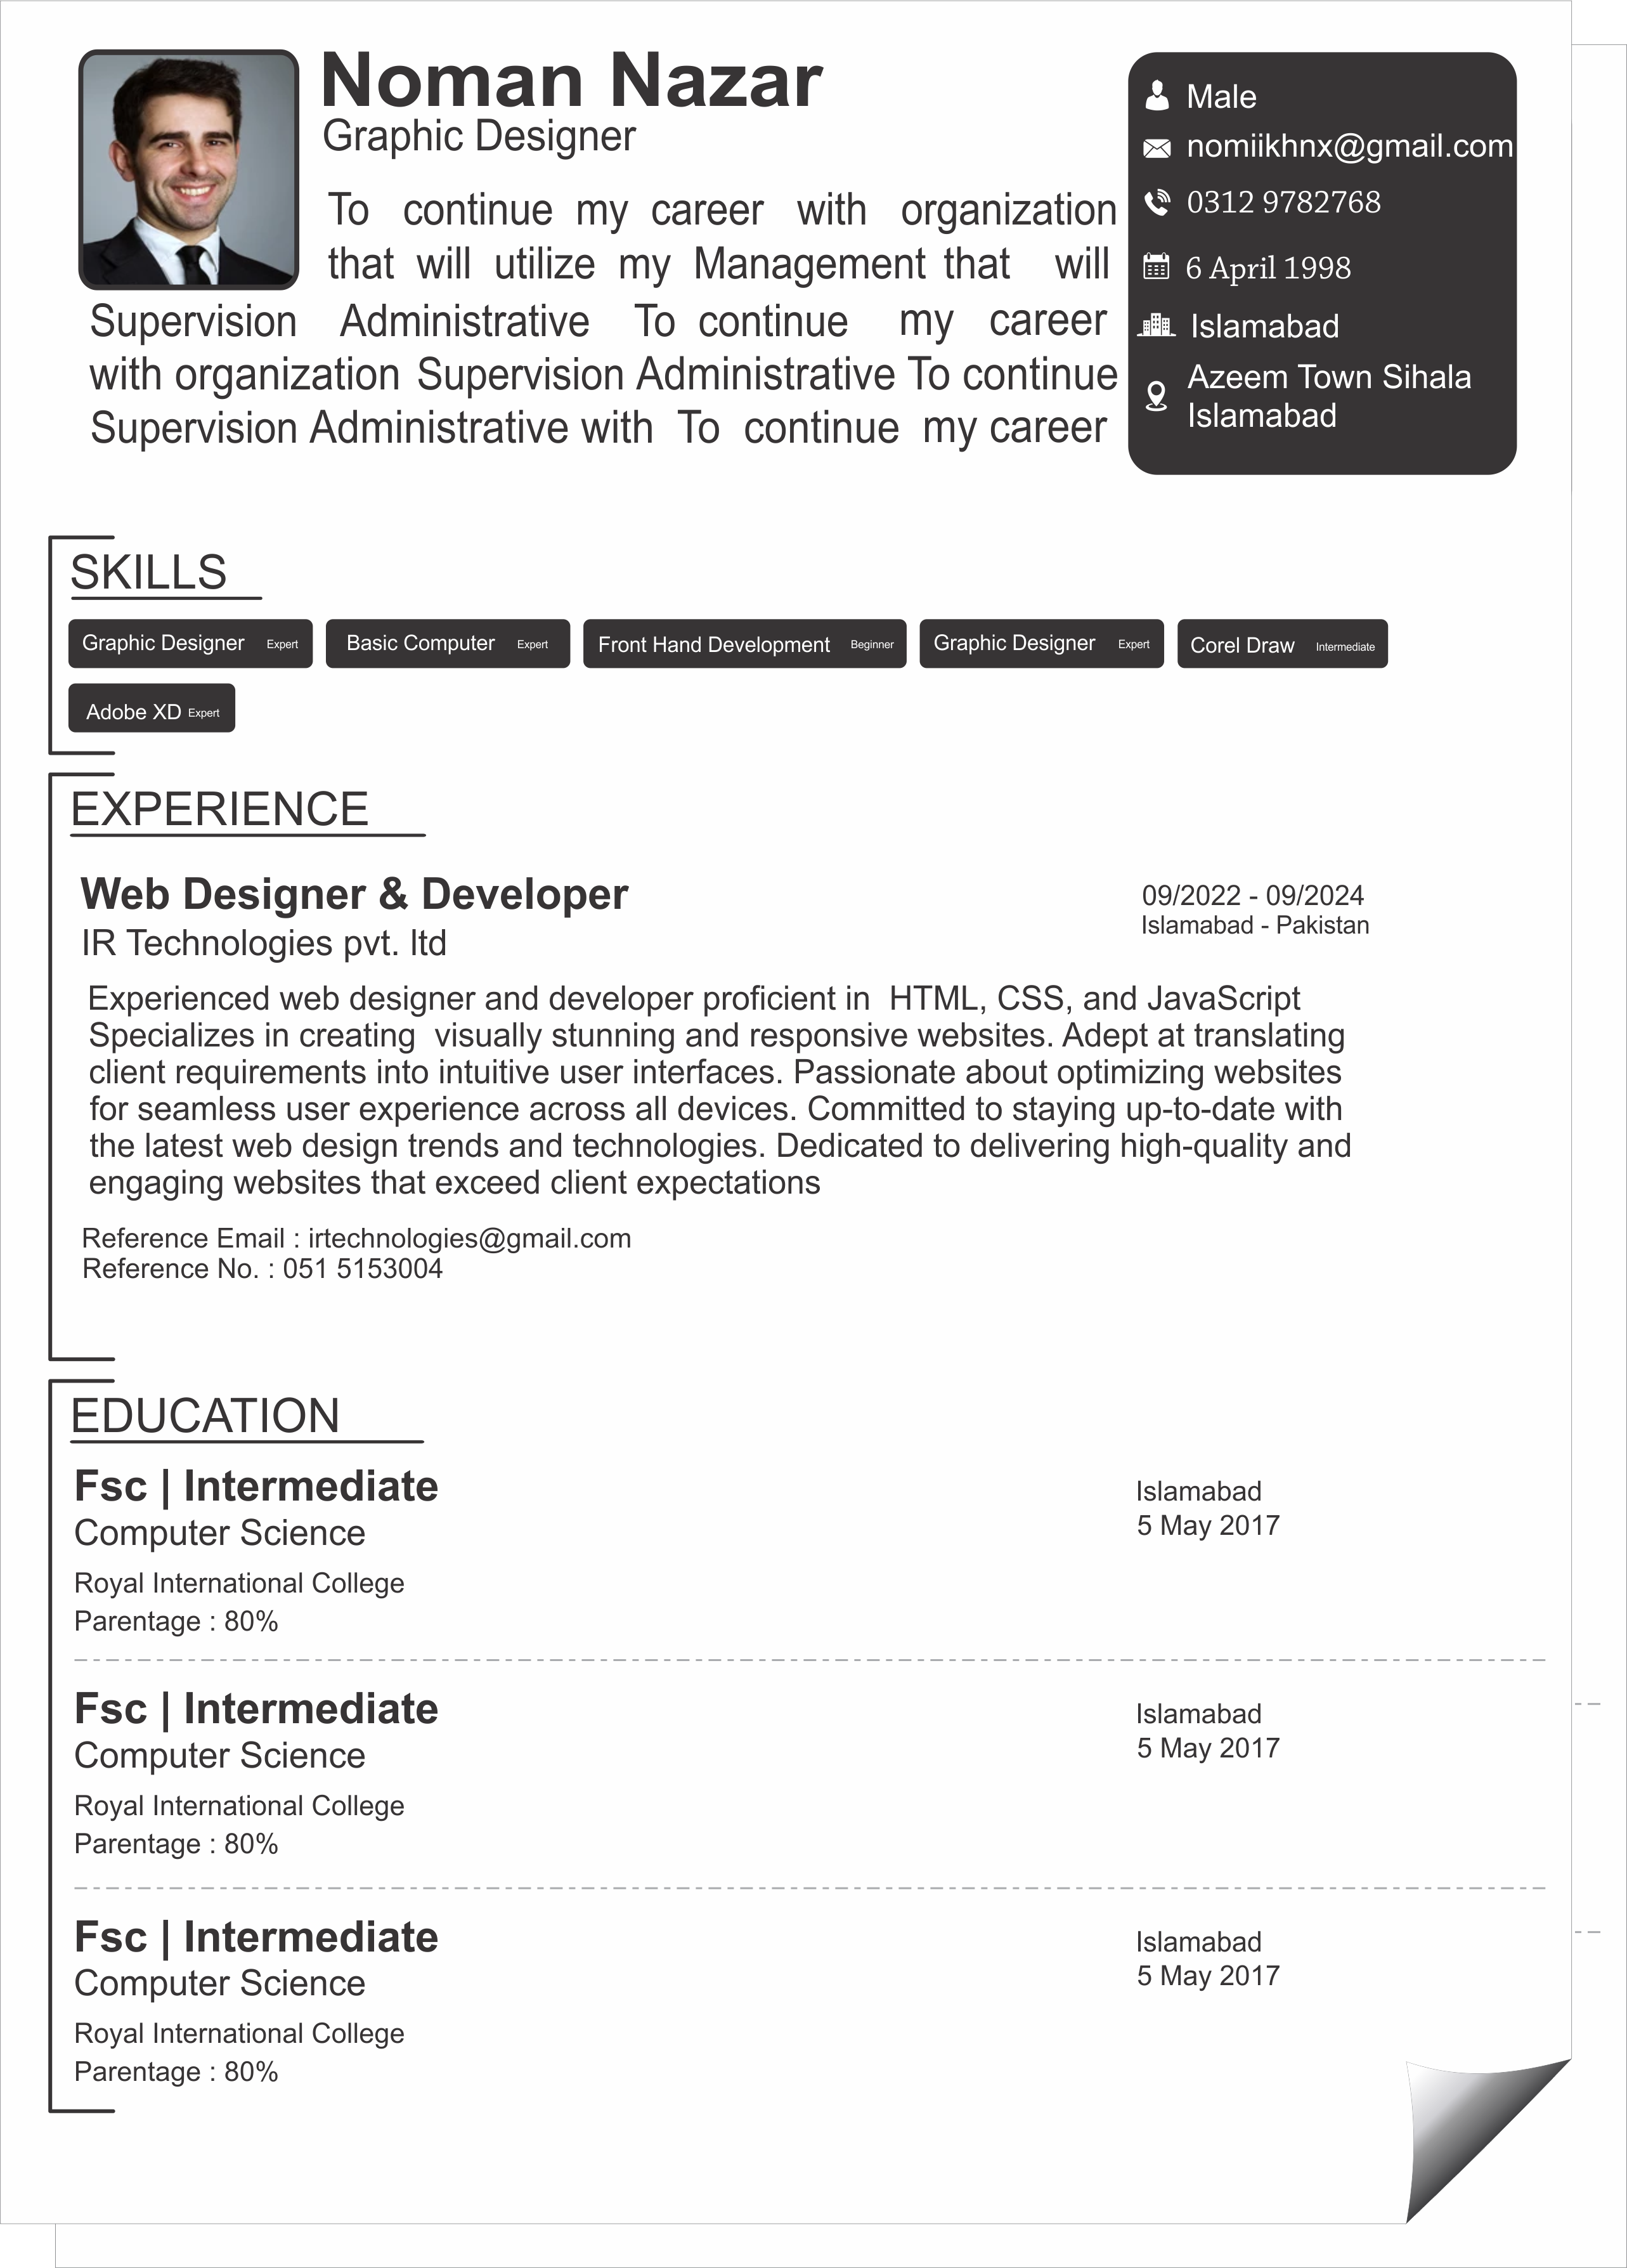 Noman Nazar
Graphic Designer
To continue my career with organization
that will utilize my Management that will
Supervision Administrative To continue my career
with organization Supervision Administrative To continue
Supervision Administrative with To continue my career
Male
nomiikhnx@gmail.com
0312 9782768
6 April 1998
Islamabad
Azeem Town Sihala
Islamabad
SKILLS
Graphic Designer Expert Basic Computer Expert Front Hand Development Beginner Graphic Designer Expert Corel Draw Intermediate
Adobe XD Expert
EXPERIENCE
Web Designer & Developer
09/2022 - 09/2024
IR Technologies pvt. ltd
Islamabad - Pakistan
Experienced web designer and developer proficient in HTML, CSS, and JavaScript
Specializes in creating visually stunning and responsive websites. Adept at translating
client requirements into intuitive user interfaces. Passionate about optimizing websites
for seamless user experience across all devices. Committed to staying up-to-date with
the latest web design trends and technologies. Dedicated to delivering high-quality and
engaging websites that exceed client expectations
Reference Email : irtechnologies@gmail.com
Reference No. : 051 5153004
EDUCATION
Fsc | Intermediate
Islamabad
Computer Science
5 May 2017
Royal International College
Parentage : 80%
Fsc | Intermediate
Islamabad
Computer Science
5 May 2017
Royal International College
Parentage : 80%
Fsc | Intermediate
Islamabad
Computer Science
5 May 2017
Royal International College
Parentage : 80%